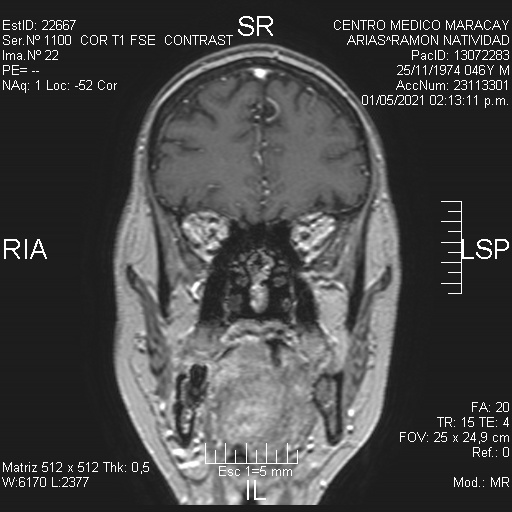 EstID: 22667
Ser.Nº 1100 COR T1 FSE CONTRAST
Ima.Nº 22
PE= --
NAq: 1 Loc: -52 Cor
SR
CENTRO MEDICO MARACAY
ARIAS^RAMON NATIVIDAD
PacID: 13072283
25/11/1974 046Y M
AccNum: 23113301
01/05/2021 02:13:11 p.m.
RIA
LSP
FA: 20
TR: 15 TE: 4
FOV: 25 x 24,9 cm
Ref.: 0
Matriz 512 x 512 Thk: 0,5
W:6170 L:2377
Esc 1=5 mm
IL
Mod.: MR